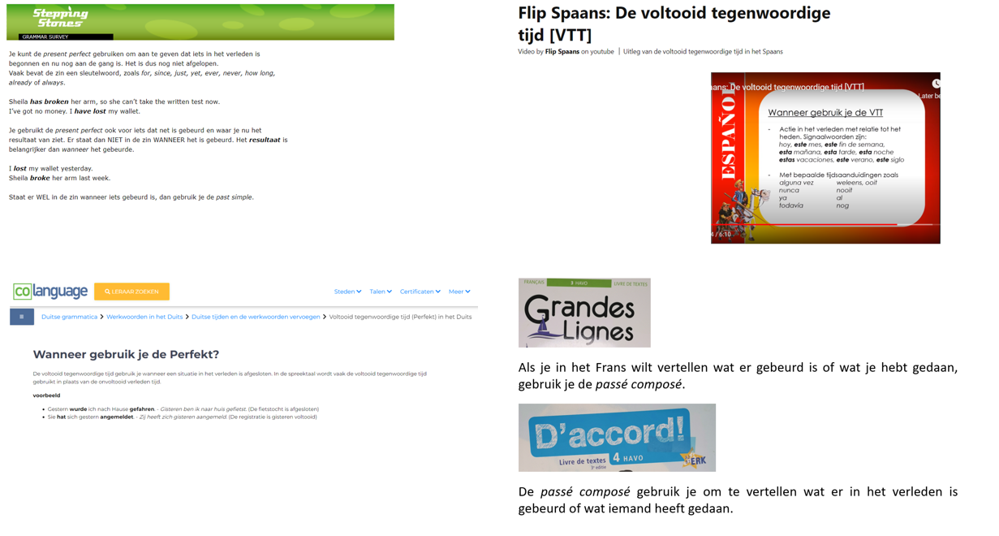 Stepping
Stones
GRAMMAR SURVEY
Je kunt de present perfect gebruiken om aan te geven dat iets in het verleden is
begonnen en nu nog aan de gang is. Het is dus nog niet afgelopen.
Vaak bevat de zin een sleutelwoord, zoals for, since, just, yet, ever, never, how long,
already of always.
Sheila has broken her arm, so she can't take the written test now.
I've got no money. I have lost my wallet.
Je gebruikt de present perfect ook voor iets dat net is gebeurd en waar je nu het
resultaat van ziet. Er staat dan NIET in de zin WANNEER het is gebeurd. Het resultaat is
belangrijker dan wanneer het gebeurde.
I lost my wallet yesterday.
Sheila broke her arm last week.
Staat er WEL in de zin wanneer iets gebeurd is, dan gebruik je de past simple.
Flip Spaans: De voltooid tegenwoordige
tijd [VTT]
Video by Flip Spaans on youtube | Uitleg van de voltooid tegenwoordige tijd in het Spaans
aans: De voltooid tegenwoordige tijd [VTT]
Later be
ESPAÑOL
Wanneer gebruik je de VTT
- Actie in het verleden met relatie tot het
heden. Signaalwoorden zijn:
hoy, este mes, este fin de semana,
esta mañana, esta tarde, esta noche
estas vacaciones, este verano, este siglo
- Met bepaalde tijdsaanduidingen zoals
alguna vez weleens, ooit
nunca nooit
ya al
todavía nog
4 / 6:10
colanguage LERAAR ZOEKEN Steden Talen Certificaten Meer
Duitse grammatica > Werkwoorden in het Duits > Duitse tijden en de werkwoorden vervoegen > Voltooid tegenwoordige tijd (Perfekt) in het Duits
Wanneer gebruik je de Perfekt?
De voltooid tegenwoordige tijd gebruik je wanneer een situatie in het verleden is afgesloten. In de spreektaal wordt vaak de voltooid tegenwoordige tijd
gebruikt in plaats van de onvoltooid verleden tijd.
voorbeeld
• Gestern wurde ich nach Hause gefahren. - Gisteren ben ik naar huis gefietst. (De fietstocht is afgesloten)
• Sie hat sich gestern angemeldet. - Zij heeft zich gisteren aangemeld. (De registratie is gisteren voltooid)
FRANÇAIS 3 HAVO LIVRE DE TEXTES
Grandes
Lignes
Als je in het Frans wilt vertellen wat er gebeurd is of wat je hebt gedaan,
gebruik je de passé composé.
D'accord!
Livre de textes 4 HAVO
3e editie
ERK
De passé composé gebruik je om te vertellen wat er in het verleden is
gebeurd of wat iemand heeft gedaan.